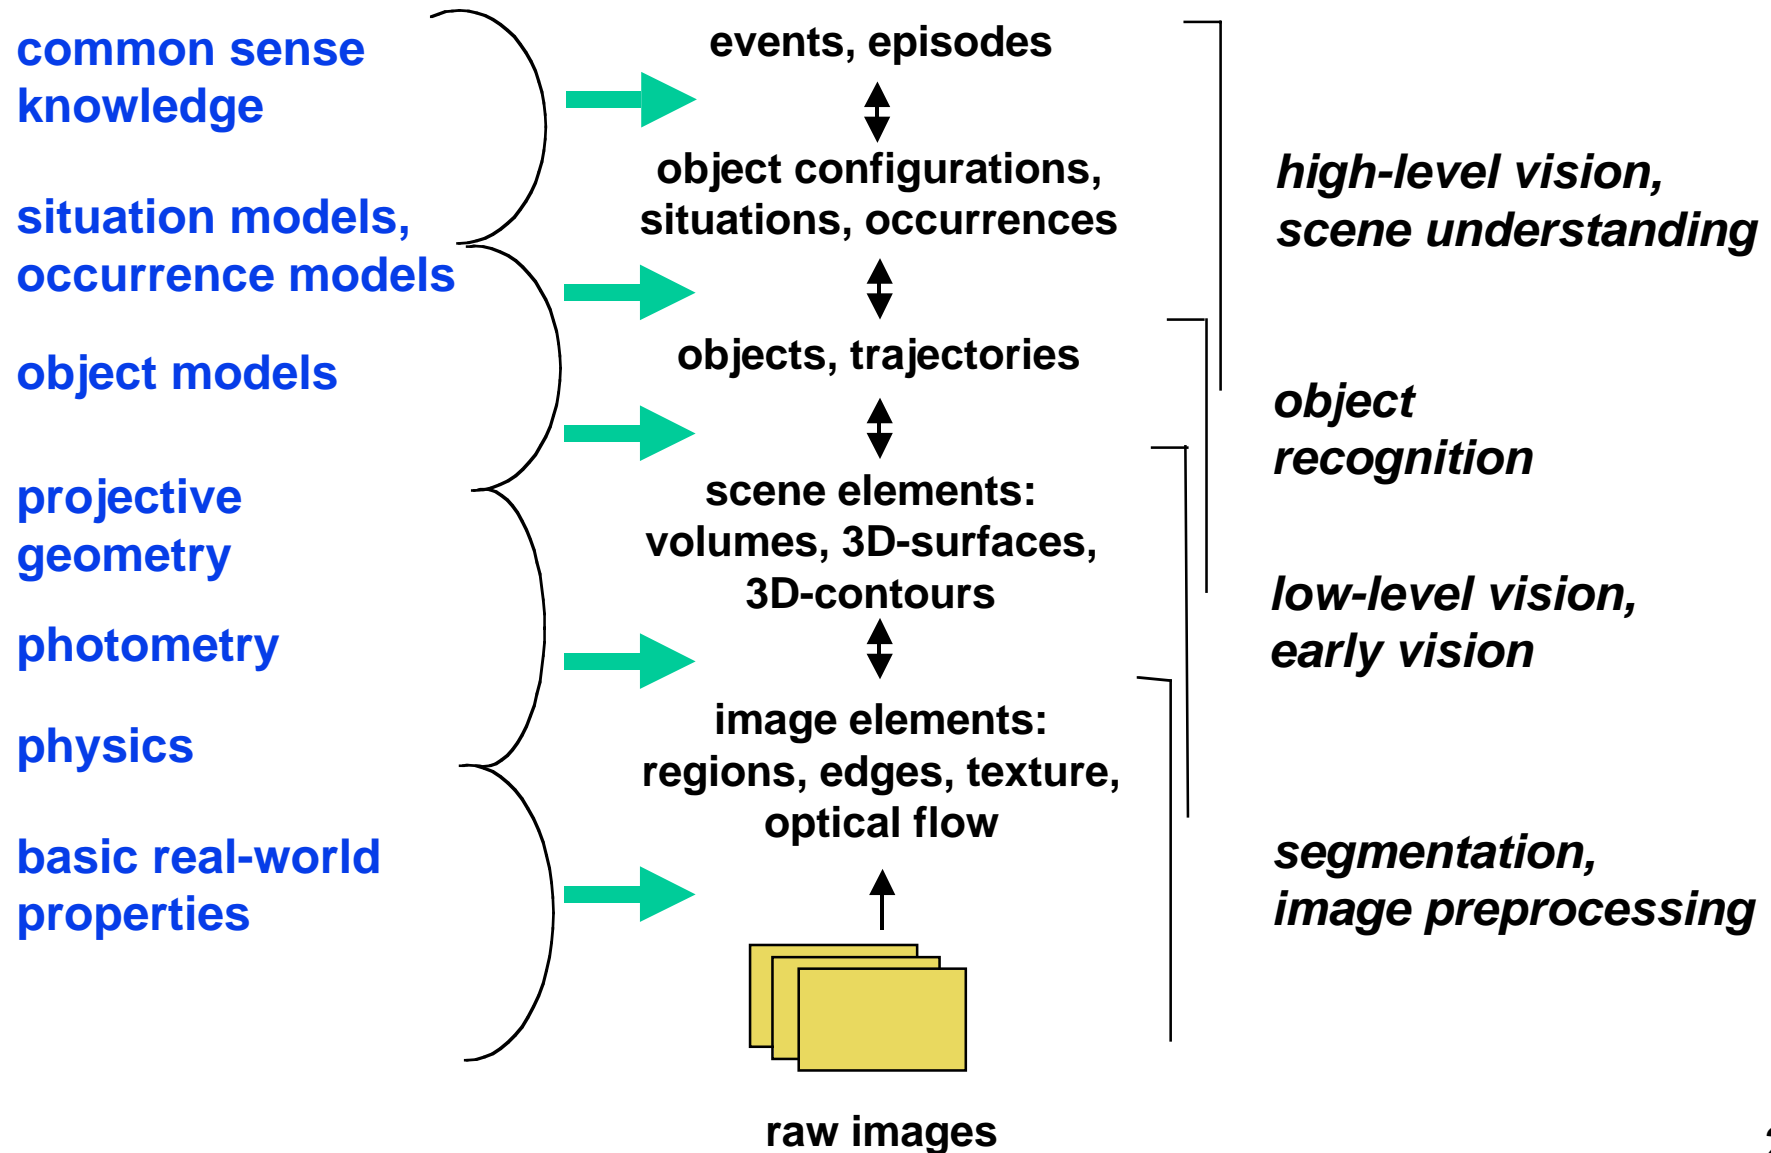 common sense
knowledge
situation models,
occurrence models
object models
projective
geometry
photometry
physics
basic real-world
properties
events, episodes
object configurations,
situations, occurrences
objects, trajectories
scene elements:
volumes, 3D-surfaces,
3D-contours
image elements:
regions, edges, texture,
optical flow
raw images
high-level vision,
scene understanding
object
recognition
low-level vision,
early vision
segmentation,
image preprocessing